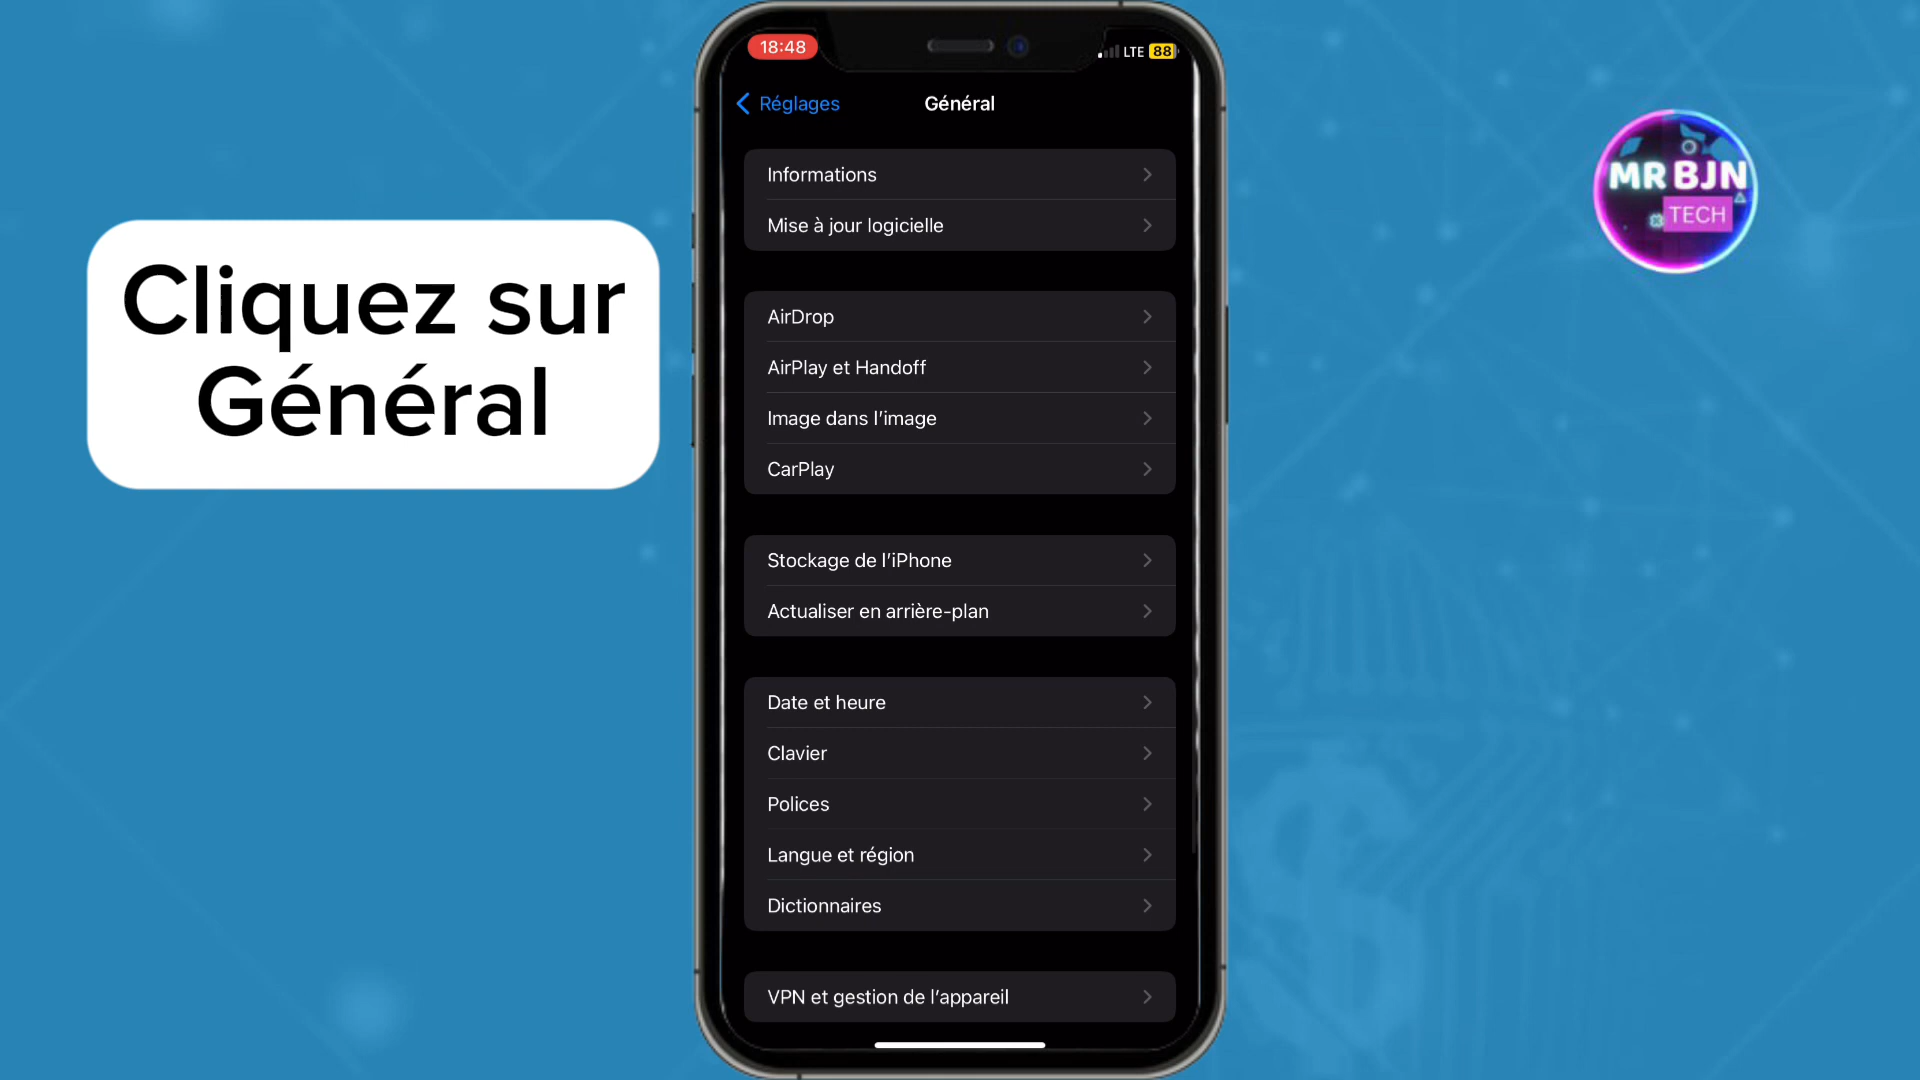 Cliquez sur
Général
18:48
LTE 88
Réglages
Général
Informations
Mise à jour logicielle
AirDrop
AirPlay et Handoff
Image dans l'image
CarPlay
Stockage de l'iPhone
Actualiser en arrière-plan
Date et heure
Clavier
Polices
Langue et région
Dictionnaires
VPN et gestion de l'appareil
MR BJN
TECH